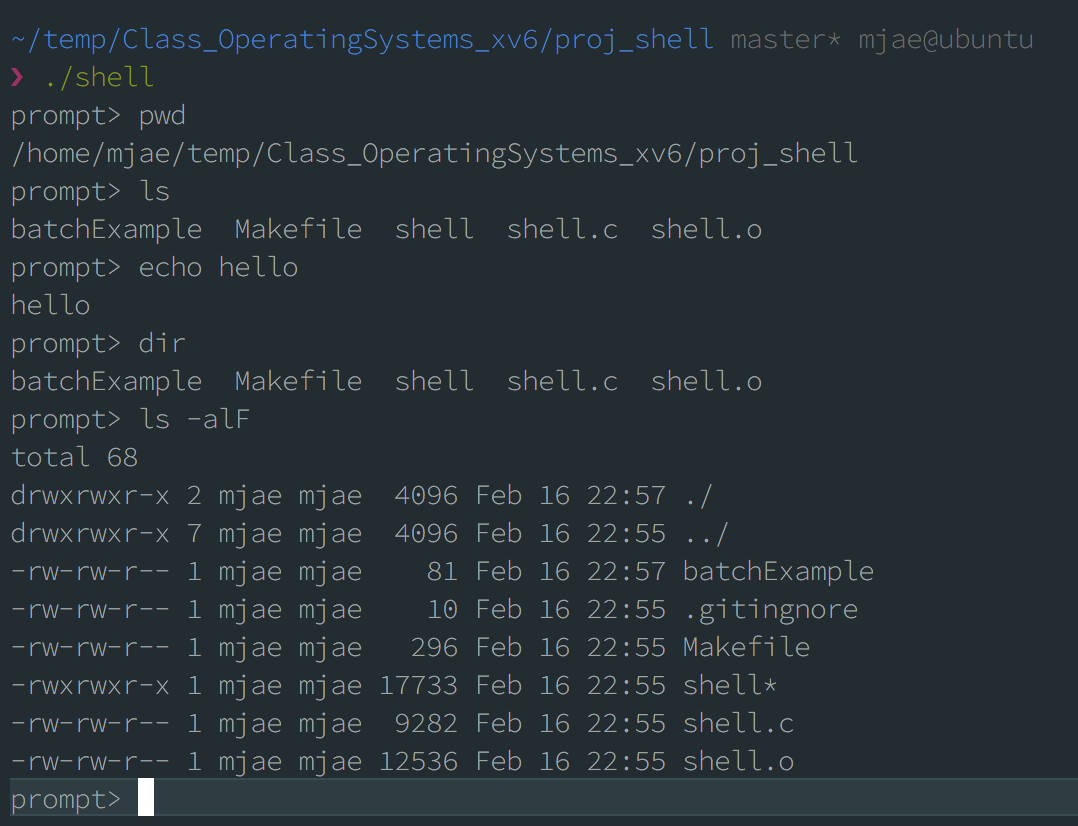 ~/temp/Class_OperatingSystems_xv6/proj_shell master* mjae@ubuntu
❯ ./shell
prompt> pwd
/home/mjae/temp/Class_OperatingSystems_xv6/proj_shell
prompt> ls
batchExample  Makefile  shell  shell.c  shell.o
prompt> echo hello
hello
prompt> dir
batchExample  Makefile  shell  shell.c  shell.o
prompt> ls -alF
total 68
drwxrwxr-x 2 mjae mjae  4096 Feb 16 22:57 ./
drwxrwxr-x 7 mjae mjae  4096 Feb 16 22:55 ../
-rw-rw-r-- 1 mjae mjae    81 Feb 16 22:57 batchExample
-rw-rw-r-- 1 mjae mjae    10 Feb 16 22:55 .gitingnore
-rw-rw-r-- 1 mjae mjae   296 Feb 16 22:55 Makefile
-rwxrwxr-x 1 mjae mjae 17733 Feb 16 22:55 shell*
-rw-rw-r-- 1 mjae mjae  9282 Feb 16 22:55 shell.c
-rw-rw-r-- 1 mjae mjae 12536 Feb 16 22:55 shell.o
prompt>